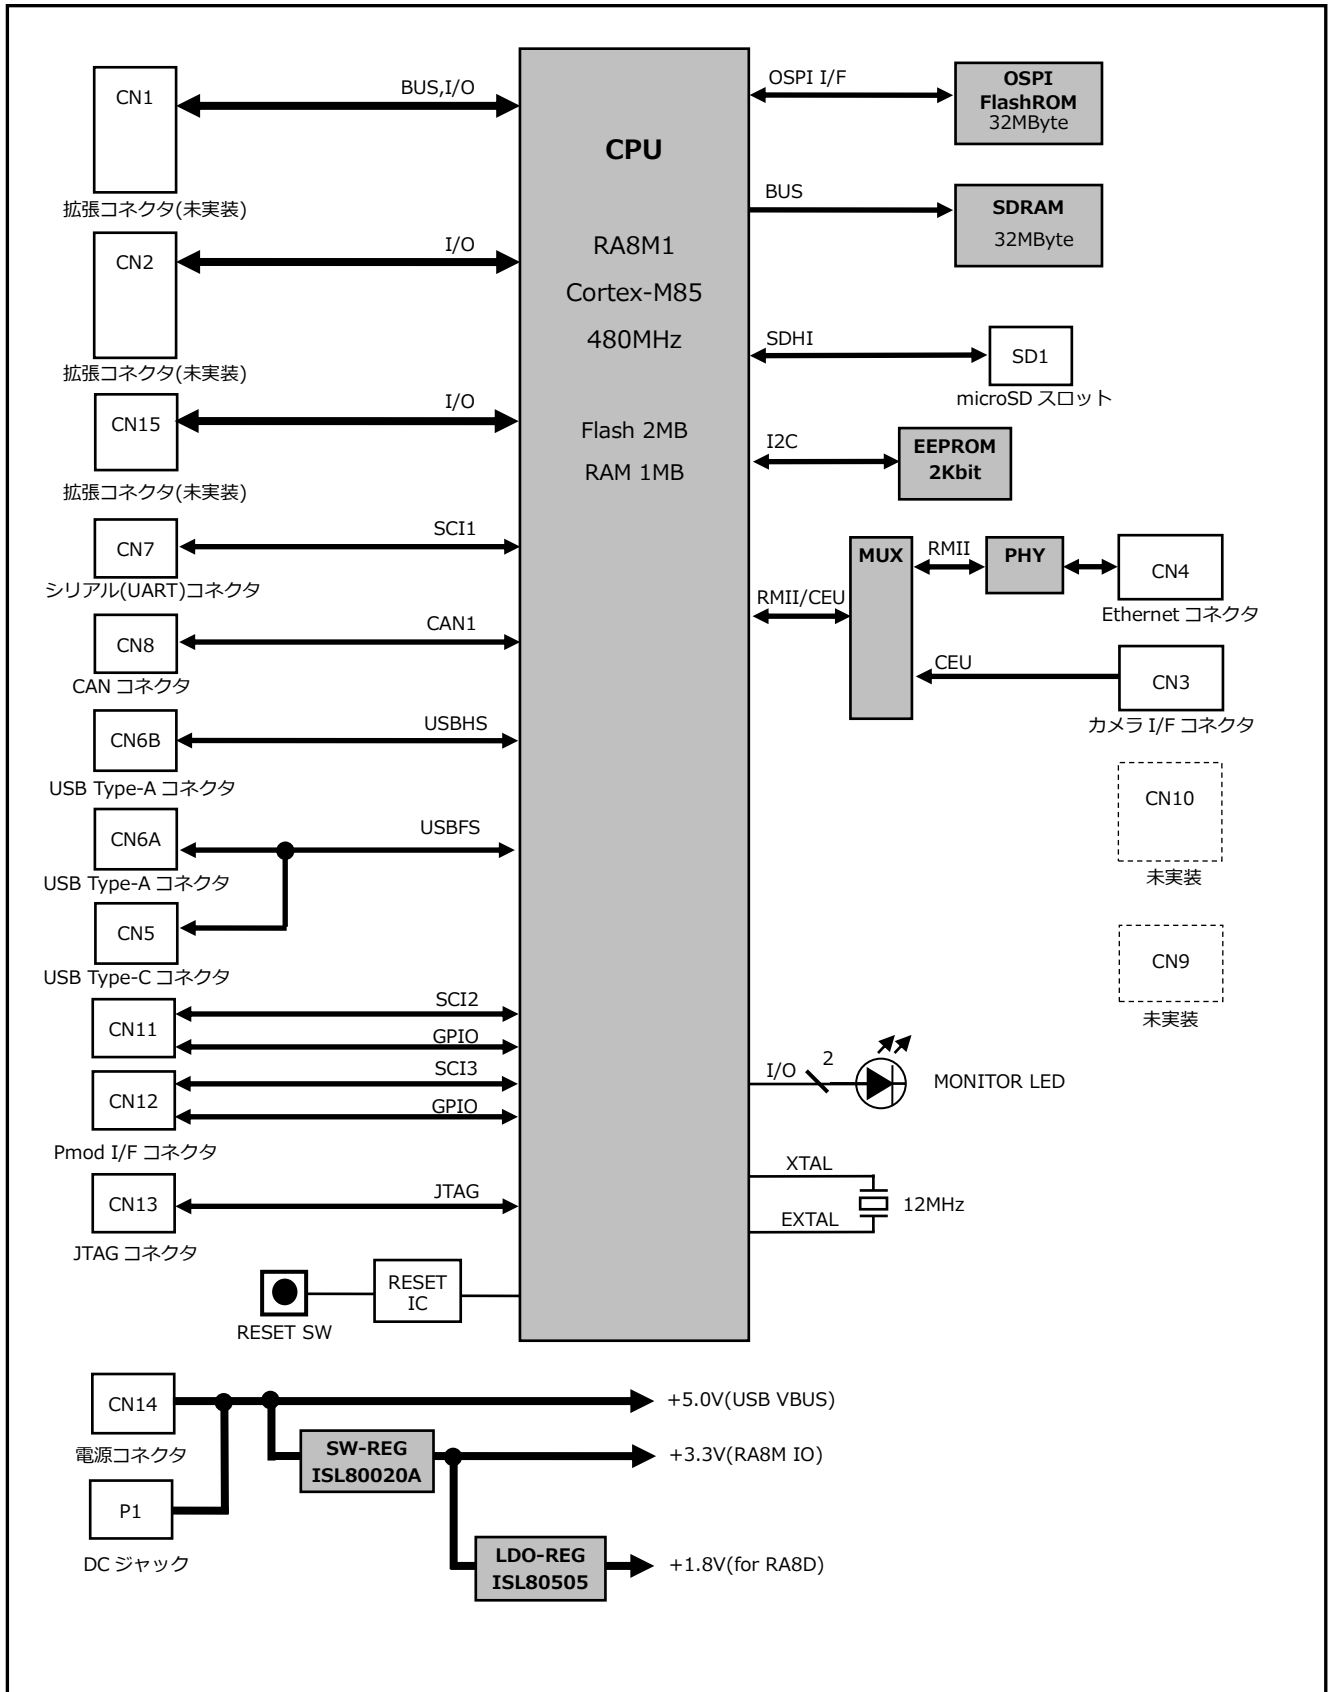 CN1
BUS,I/O
拡張コネクタ(未実装)
CN2
I/O
拡張コネクタ(未実装)
CN15
I/O
拡張コネクタ(未実装)
CN7
SCI1
シリアル(UART)コネクタ
CN8
CAN1
CAN コネクタ
CN6B
USBHS
USB Type-A コネクタ
CN6A
USBFS
USB Type-A コネクタ
CN5
USB Type-C コネクタ
CN11
SCI2
GPIO
CN12
SCI3
GPIO
Pmod I/F コネクタ
CN13
JTAG
JTAG コネクタ
RESET SW
RESET
IC
CPU
RA8M1
Cortex-M85
480MHz
Flash 2MB
RAM 1MB
OSPI I/F
OSPI
FlashROM
32MByte
BUS
SDRAM
32MByte
SDHI
SD1
microSD スロット
I2C
EEPROM
2Kbit
RMII/CEU
MUX
RMII
PHY
CN4
Ethernet コネクタ
CEU
CN3
カメラ I/F コネクタ
CN10
未実装
CN9
未実装
I/O
2
MONITOR LED
XTAL
12MHz
EXTAL
CN14
電源コネクタ
P1
DC ジャック
+5.0V(USB VBUS)
SW-REG
ISL80020A
+3.3V(RA8M IO)
LDO-REG
ISL80505
+1.8V(for RA8D)